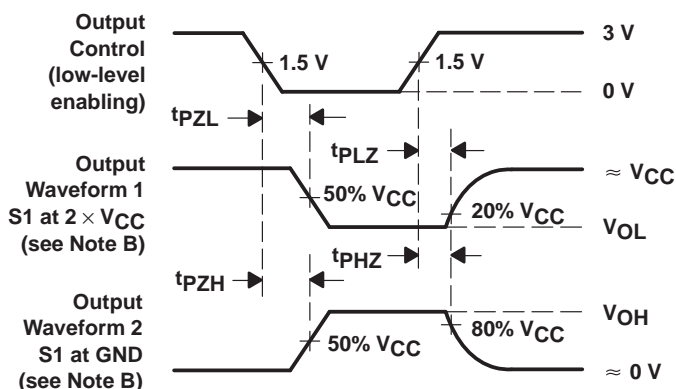 Output
Control
(low-level
enabling)
1.5 V
1.5 V
3 V
0 V
tPZL
tPLZ
Output
Waveform 1
S1 at 2 × VCC
(see Note B)
50% VCC
20% VCC
≈ VCC
VOL
tPZH
tPHZ
Output
Waveform 2
S1 at GND
(see Note B)
50% VCC
80% VCC
VOH
≈ 0 V